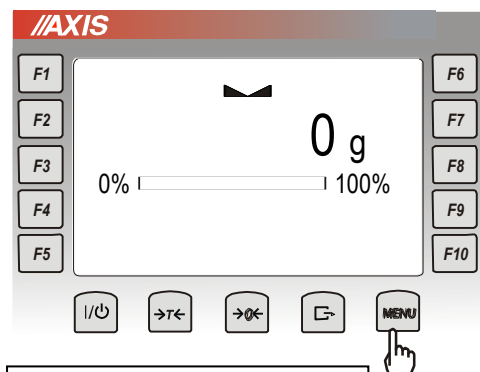 //AXIS
F1
F6
F2
F7
0 g
F3
F8
0% 100%
F4
F9
F5
F10
I/⏻ →T← →0← MENU